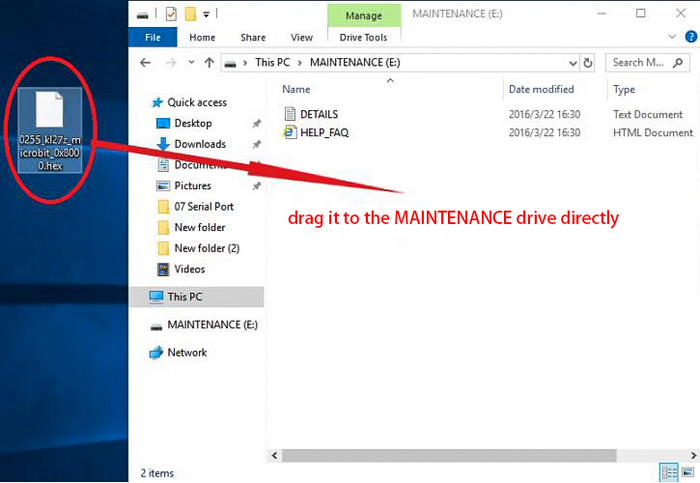 Manage
MAINTENANCE (E:)
File
Home
Share
View
Drive Tools
This PC
MAINTENANCE (E:)
Search M...
Name
Date modified
Type
Quick access
Desktop
Downloads
Documents
Pictures
07 Serial Port
New folder
New folder (2)
Videos
This PC
MAINTENANCE (E:)
Network
DETAILS
2016/3/22 16:30
Text Document
HELP_FAQ
2016/3/22 16:30
HTML Document
0255_kl27z_m
icrobit_0x800
0.hex
drag it to the MAINTENANCE drive directly
2 items